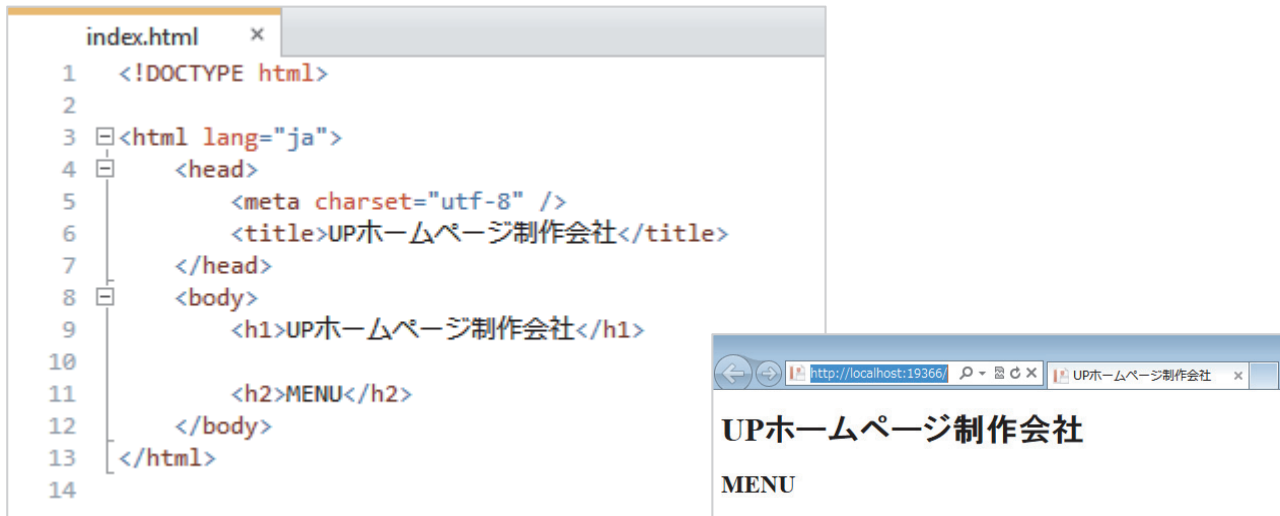 index.html ×
1 <!DOCTYPE html>
2
3 <html lang="ja">
4 <head>
5 <meta charset="utf-8" />
6 <title>UPホームページ制作会社</title>
7 </head>
8 <body>
9 <h1>UPホームページ制作会社</h1>
10
11 <h2>MENU</h2>
12 </body>
13 </html>
14
http://localhost:19366/ UPホームページ制作会社 ×
UPホームページ制作会社
MENU